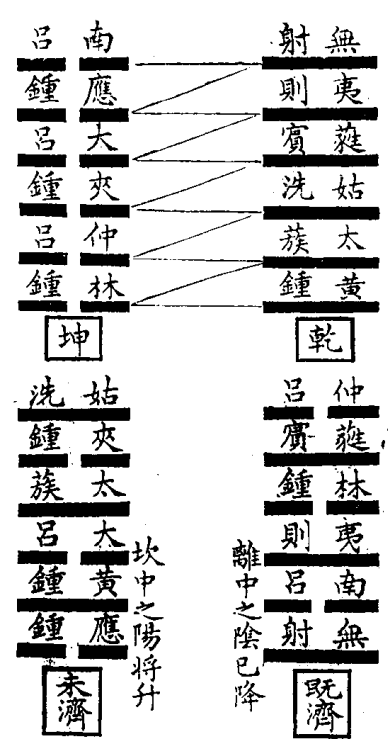 無射
夷則
蕤賓
姑洗
太蔟
黃鍾
乾
南呂
應鍾
大呂
夾鍾
仲呂
林鍾
坤
仲呂
蕤賓
林鍾
夷則
南呂
無射
既濟
離中之陰已降
姑洗
夾鍾
太蔟
大呂
黃鍾
應鍾
未濟
坎中之陽将升